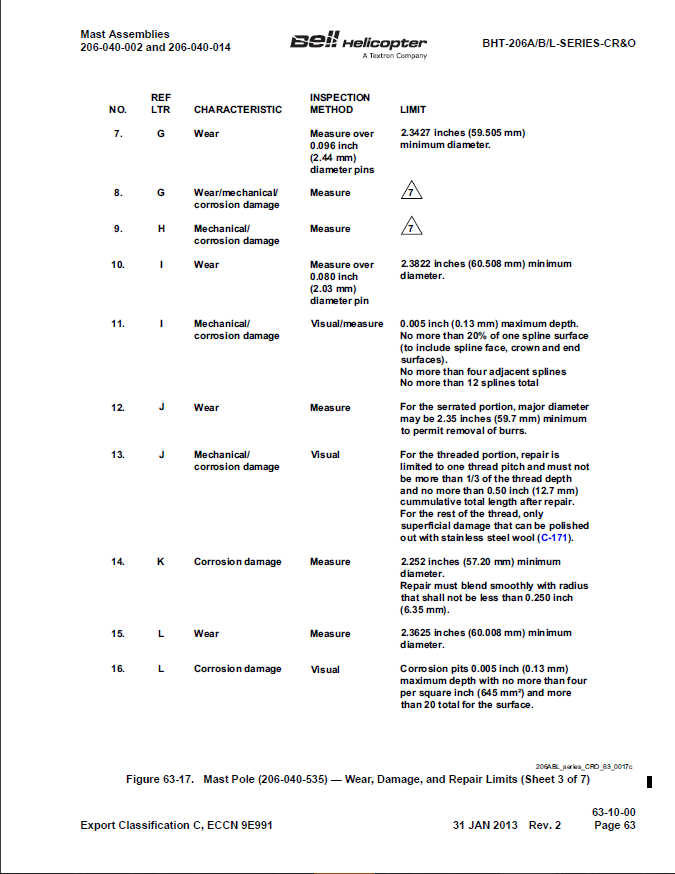 Mast Assemblies
206-040-002 and 206-040-014
Bell Helicopter
A Textron Company
BHT-206A/B/L-SERIES-CR&O
NO. REF LTR CHARACTERISTIC INSPECTION METHOD LIMIT
7. G Wear Measure over 2.3427 inches (59.505 mm)
0.096 inch minimum diameter.
(2.44 mm)
diameter pins
8. G Wear/mechanical/ Measure 7
corrosion damage
9. H Mechanical/ Measure 7
corrosion damage
10. I Wear Measure over 2.3822 inches (60.508 mm) minimum
0.080 inch diameter.
(2.03 mm)
diameter pin
11. I Mechanical/ Visual/measure 0.005 inch (0.13 mm) maximum depth.
corrosion damage No more than 20% of one spline surface
(to include spline face, crown and end
surfaces).
No more than four adjacent splines
No more than 12 splines total
12. J Wear Measure For the serrated portion, major diameter
may be 2.35 inches (59.7 mm) minimum
to permit removal of burrs.
13. J Mechanical/ Visual For the threaded portion, repair is
corrosion damage limited to one thread pitch and must not
be more than 1/3 of the thread depth
and no more than 0.50 inch (12.7 mm)
cummulative total length after repair.
For the rest of the thread, only
superficial damage that can be polished
out with stainless steel wool (C-171).
14. K Corrosion damage Measure 2.252 inches (57.20 mm) minimum
diameter.
Repair must blend smoothly with radius
that shall not be less than 0.250 inch
(6.35 mm).
15. L Wear Measure 2.3625 inches (60.008 mm) minimum
diameter.
16. L Corrosion damage Visual Corrosion pits 0.005 inch (0.13 mm)
maximum depth with no more than four
per square inch (645 mm²) and more
than 20 total for the surface.
206ABL_series_CRO_63_0017c
Figure 63-17. Mast Pole (206-040-535) — Wear, Damage, and Repair Limits (Sheet 3 of 7)
63-10-00
Export Classification C, ECCN 9E991 31 JAN 2013 Rev. 2 Page 63